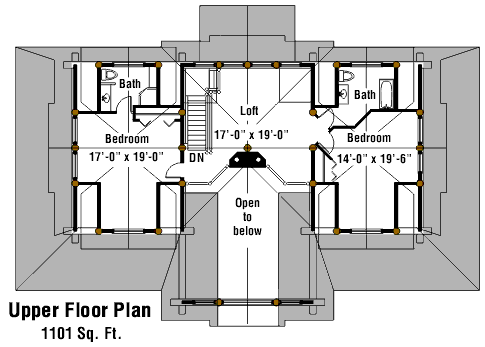 Bath
Bath
Loft
17'-0" x 19'-0"
Bedroom
17'-0" x 19'-0"
Bedroom
14'-0" x 19'-6"
DN
Open
to
below
Upper Floor Plan
1101 Sq. Ft.